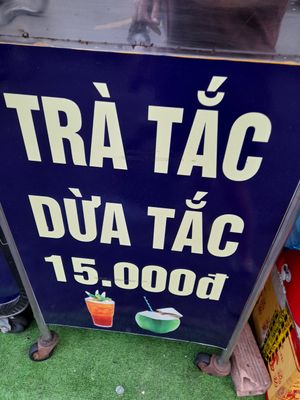 TRÀ TẮC
DỪA TẮC
15.000đ